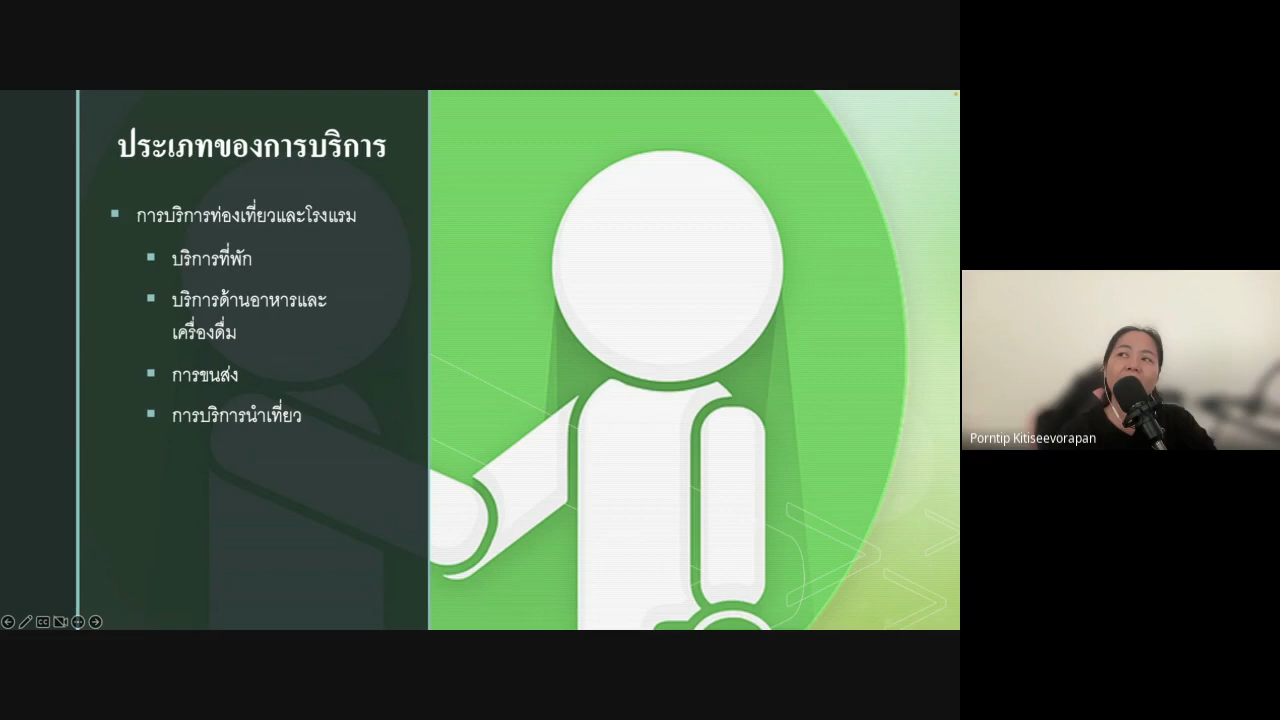 ประเภทของการบริการ
การบริการท่องเที่ยวและโรงแรม
บริการที่พัก
บริการด้านอาหารและ
เครื่องดื่ม
การขนส่ง
การบริการนำเที่ยว
Porntip Kitiseevorapan